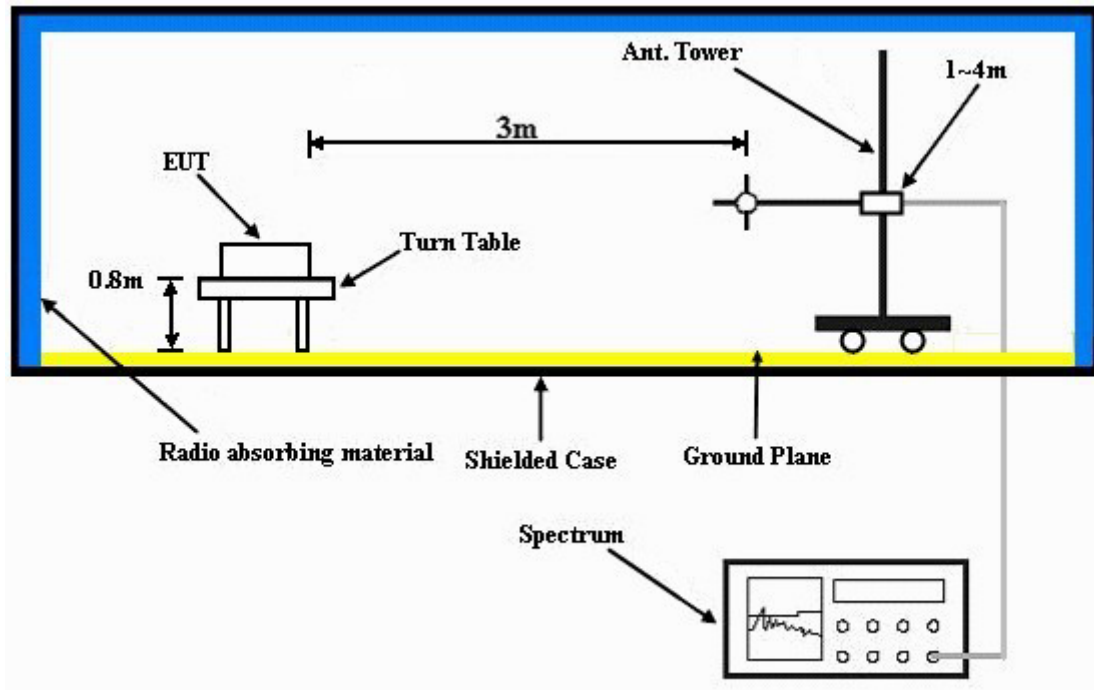 Ant. Tower
1~4m
3m
EUT
Turn Table
0.8m
Radio absorbing material
Shielded Case
Ground Plane
Spectrum